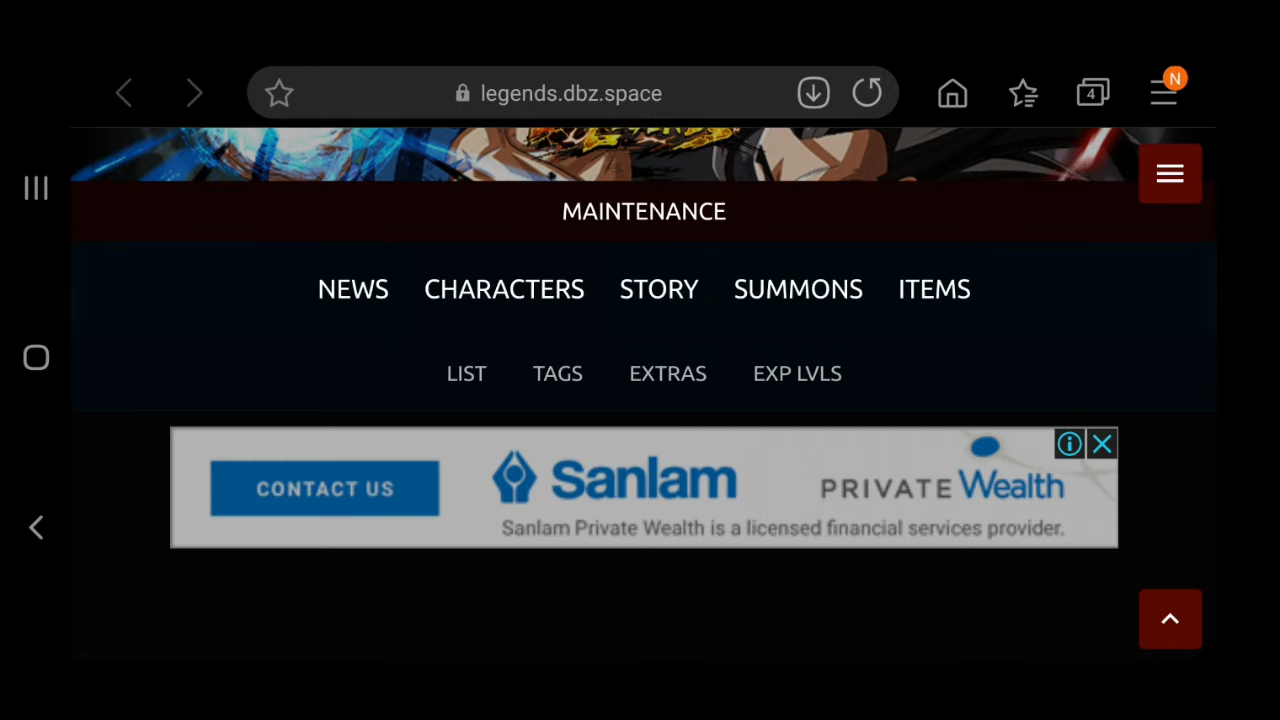 legends.dbz.space
4
N
MAINTENANCE
NEWS CHARACTERS STORY SUMMONS ITEMS
LIST TAGS EXTRAS EXP LVLS
CONTACT US
Sanlam
PRIVATE Wealth
Sanlam Private Wealth is a licensed financial services provider.